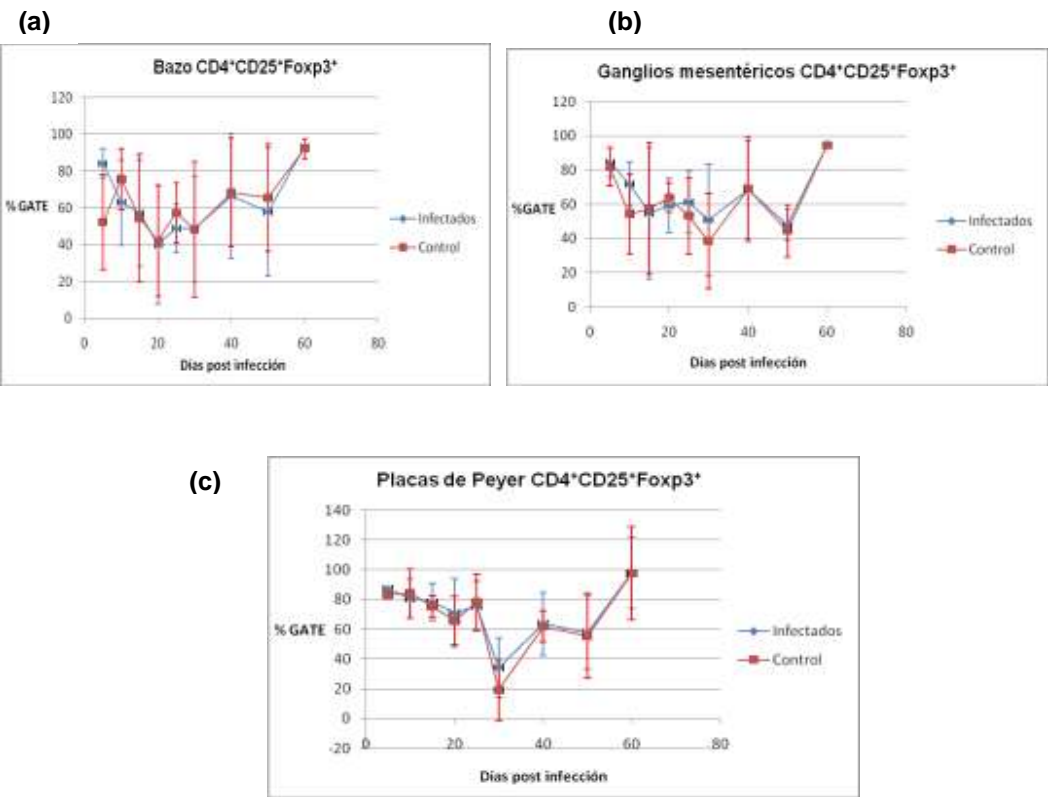 (a)
(b)
Bazo CD4⁺CD25⁺Foxp3⁺
120
100
80
60
40
20
0
% GATE
0 20 40 60 80
Dias post infección
Infectados
Control
Ganglios mesentéricos CD4⁺CD25⁺Foxp3⁺
120
100
80
60
40
20
0
%GATE
0 20 40 60 80
Dias post infección
Infectados
Control
(c)
Placas de Peyer CD4⁺CD25⁺Foxp3⁺
140
120
100
80
60
40
20
0
-20
% GATE
0 20 40 60 80
Dias post infección
Infectados
Control